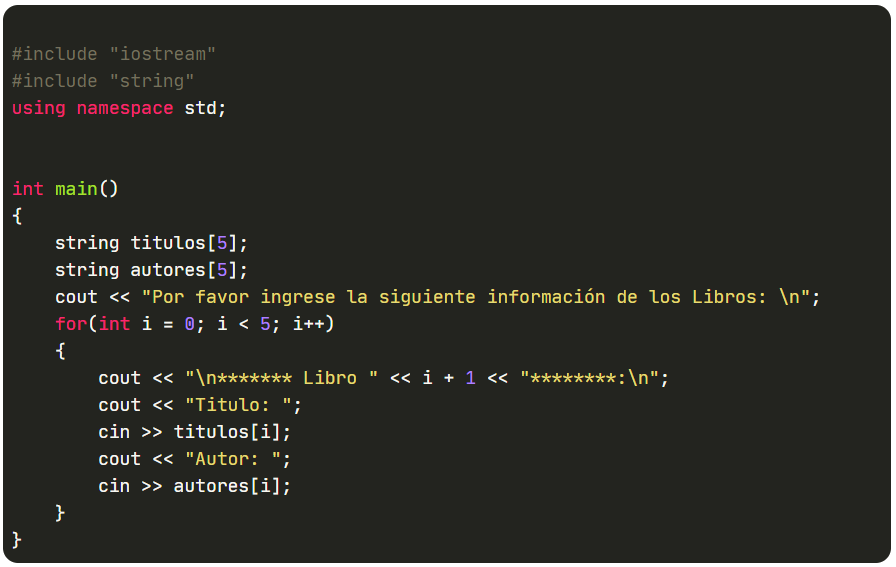 #include "iostream"
#include "string"
using namespace std;
int main()
{
    string titulos[5];
    string autores[5];
    cout << "Por favor ingrese la siguiente información de los Libros: \n";
    for(int i = 0; i < 5; i++)
    {
        cout << "\n******* Libro " << i + 1 << "********:\n";
        cout << "Titulo: ";
        cin >> titulos[i];
        cout << "Autor: ";
        cin >> autores[i];
    }
}